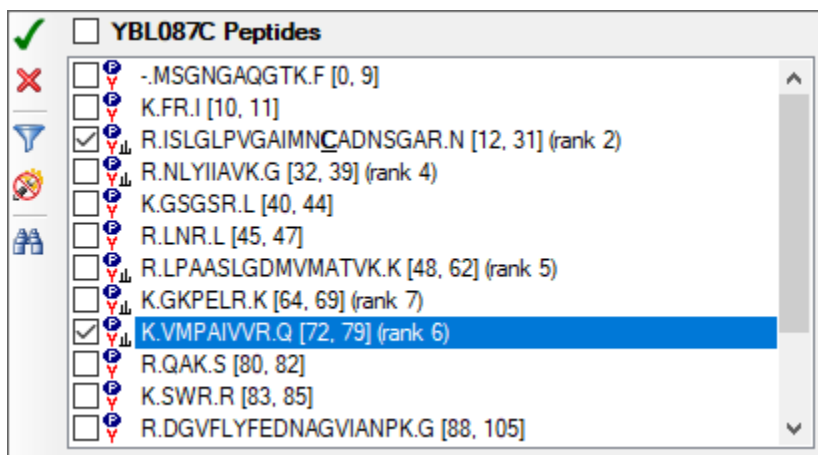 YBL087C Peptides
-.MSGNGAQGTK.F [0, 9]
K.FR.I [10, 11]
R.ISLGLPVGAIMNCADNSGAR.N [12, 31] (rank 2)
R.NLYIIAVK.G [32, 39] (rank 4)
K.GSGSR.L [40, 44]
R.LNR.L [45, 47]
R.LPAASLGDMVMATVK.K [48, 62] (rank 5)
K.GKPELR.K [64, 69] (rank 7)
K.VMPAIVVR.Q [72, 79] (rank 6)
R.QAK.S [80, 82]
K.SWR.R [83, 85]
R.DGVFLYFEDNAGVIANPK.G [88, 105]